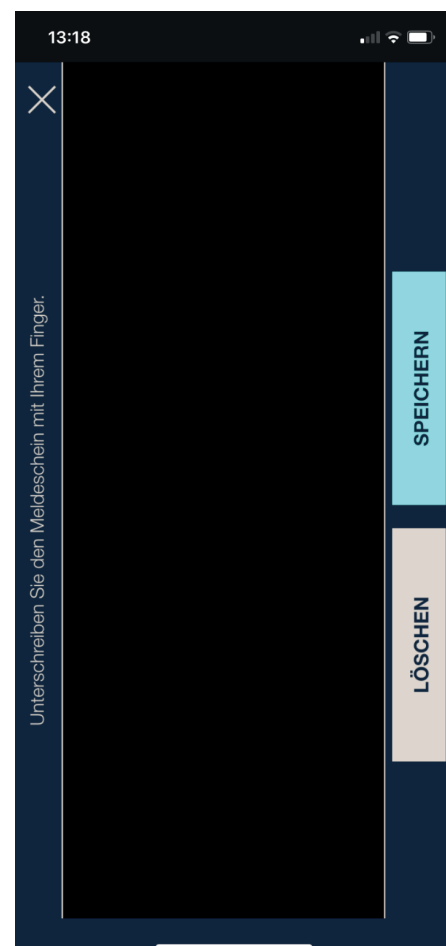 13:18
Unterschreiben Sie den Meldeschein mit Ihrem Finger.
LÖSCHEN
SPEICHERN